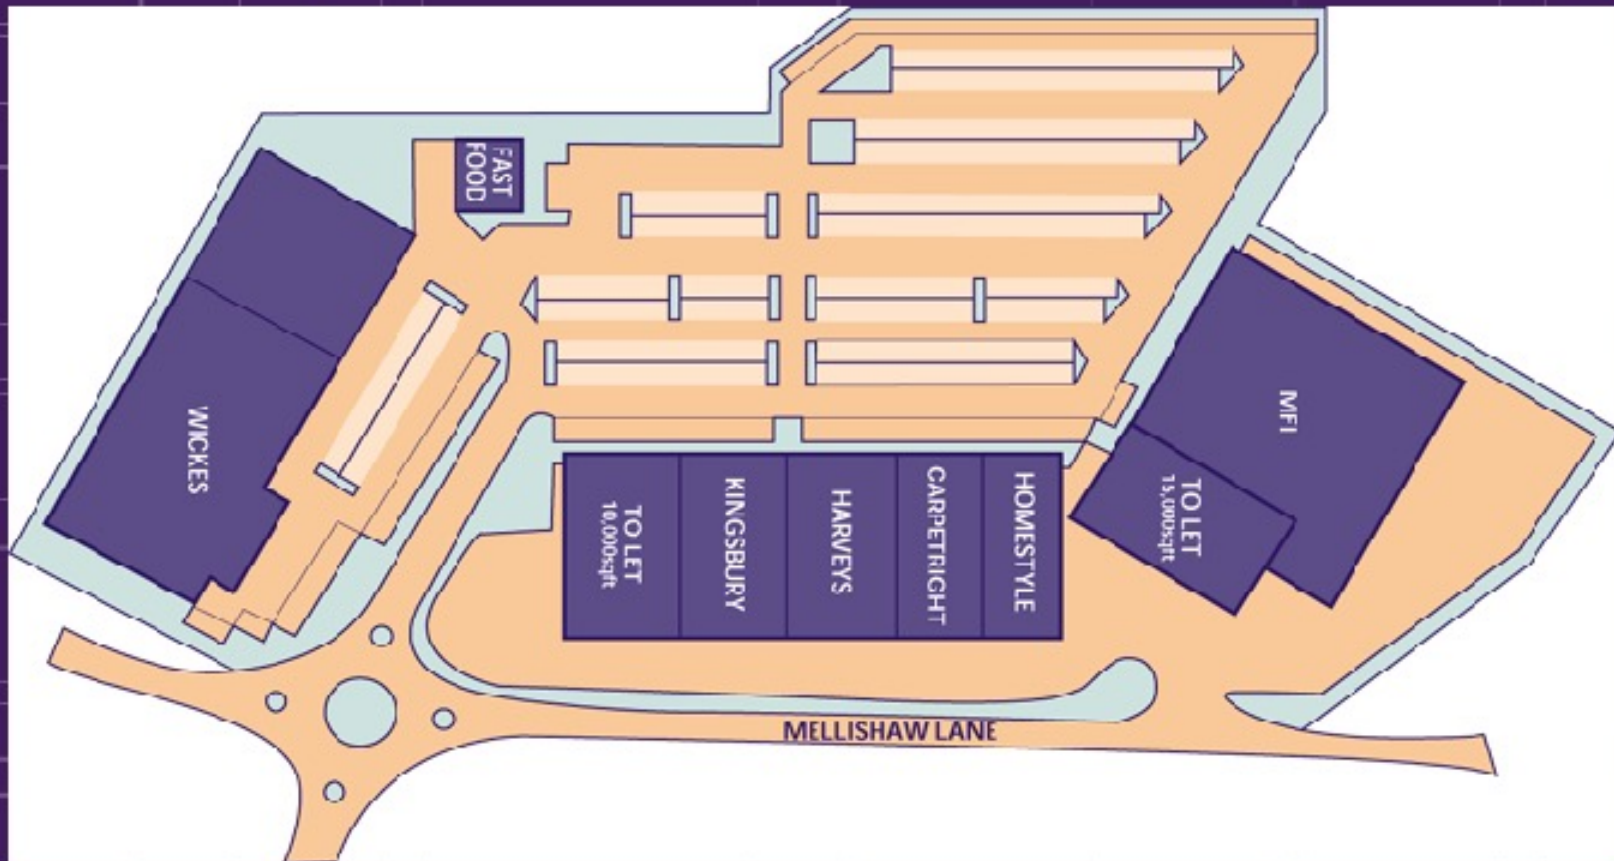 FAST
FOOD
WICKES
MFI
TO LET
15,000sqft
TO LET
10,000sqft
KINGSBURY
HARVEYS
CARPETRIGHT
HOMESTYLE
MELLISHAW LANE